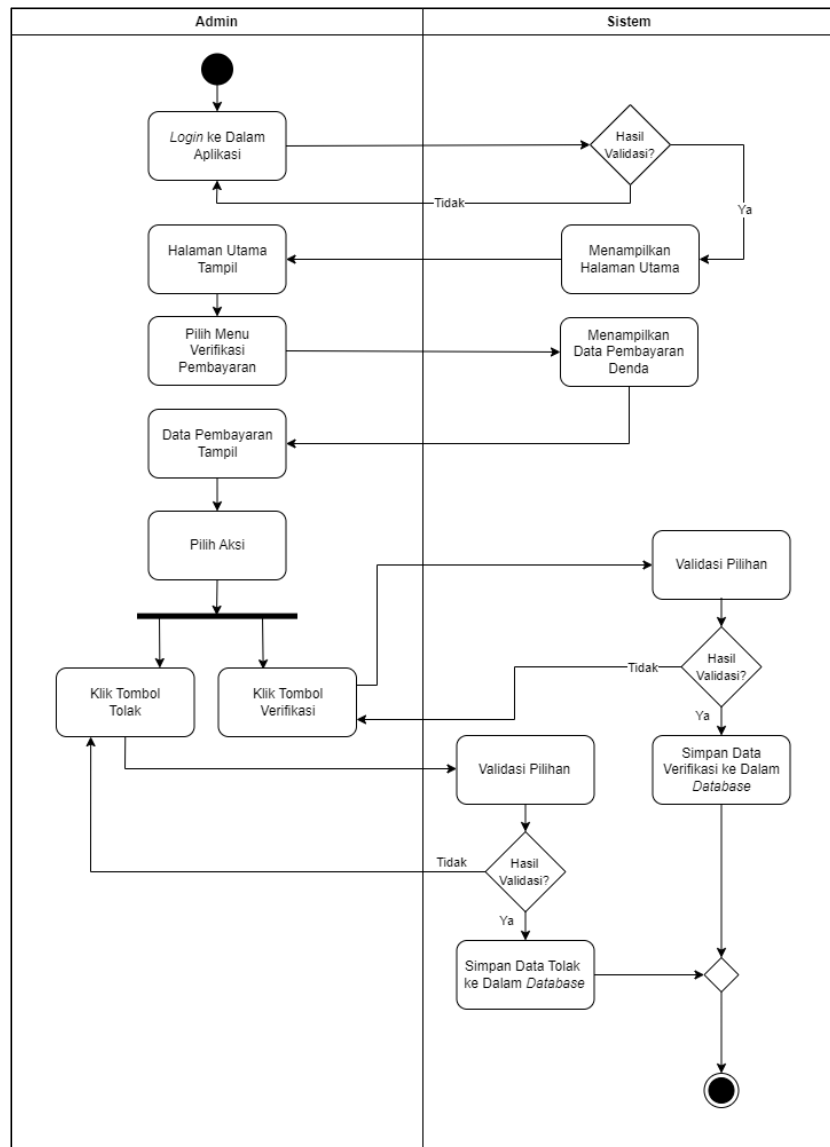 Admin
Sistem
Login ke Dalam
Aplikasi
Hasil
Validasi?
Tidak
Ya
Halaman Utama
Tampil
Menampilkan
Halaman Utama
Pilih Menu
Verifikasi
Pembayaran
Menampilkan
Data Pembayaran
Denda
Data Pembayaran
Tampil
Pilih Aksi
Validasi Pilihan
Klik Tombol
Tolak
Klik Tombol
Verifikasi
Tidak
Hasil
Validasi?
Ya
Validasi Pilihan
Simpan Data
Verifikasi ke Dalam
Database
Tidak
Hasil
Validasi?
Ya
Simpan Data Tolak
ke Dalam Database